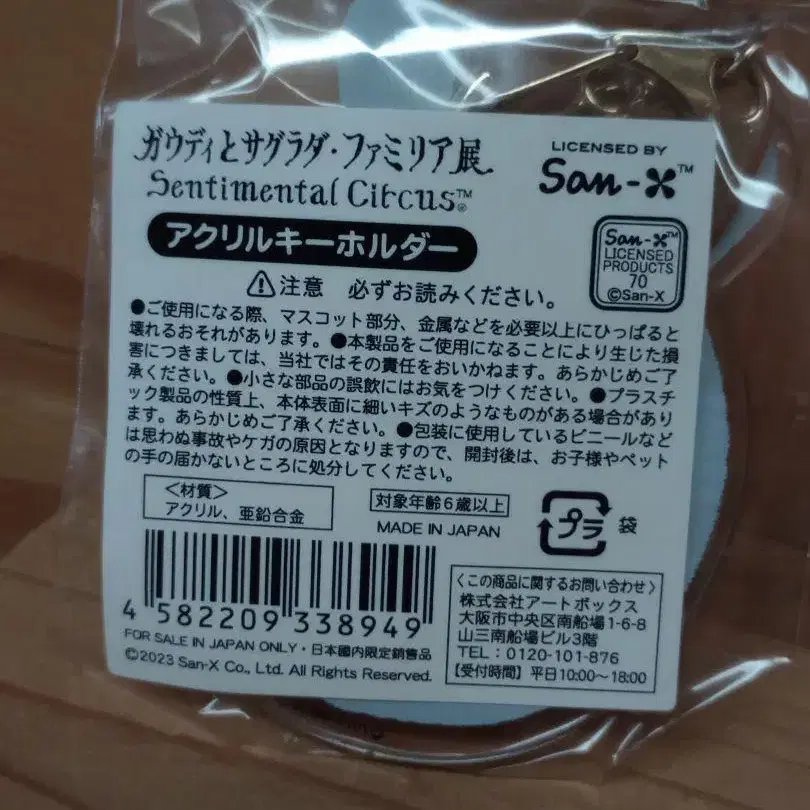 ガウディとサグラダ・ファミリア展
Sentimental Circus™®
アクリルキーホルダー
LICENSED BY
San-X™
San-X™
LICENSED
PRODUCTS
70
©San-X
⚠注意 必ずお読みください。
●ご使用になる際、マスコット部分、金属などを必要以上にひっぱると
壊れるおそれがあります。●本製品をご使用になることにより生じた損
害につきましては、当社ではその責任をおいかねます。あらかじめご了
承ください。●小さな部品の誤飲にはお気をつけください。●プラスチ
ック製品の性質上、本体表面に細いキズのようなものがある場合があり
ます。あらかじめご了承ください。●包装に使用しているビニールなど
は思わぬ事故やケガの原因となりますので、開封後は、お子様やペット
の手の届かないところに処分してください。
＜材質＞
アクリル、亜鉛合金
対象年齢6歳以上
MADE IN JAPAN
プラ 袋
4 582209 338949
FOR SALE IN JAPAN ONLY・日本國内限定銷售品
©2023 San-X Co., Ltd. All Rights Reserved.
〈この商品に関するお問い合わせ〉
株式会社アートボックス
大阪市中央区南船場1-6-8
山三南船場ビル3階
TEL：0120-101-876
【受付時間】平日10:00～18:00